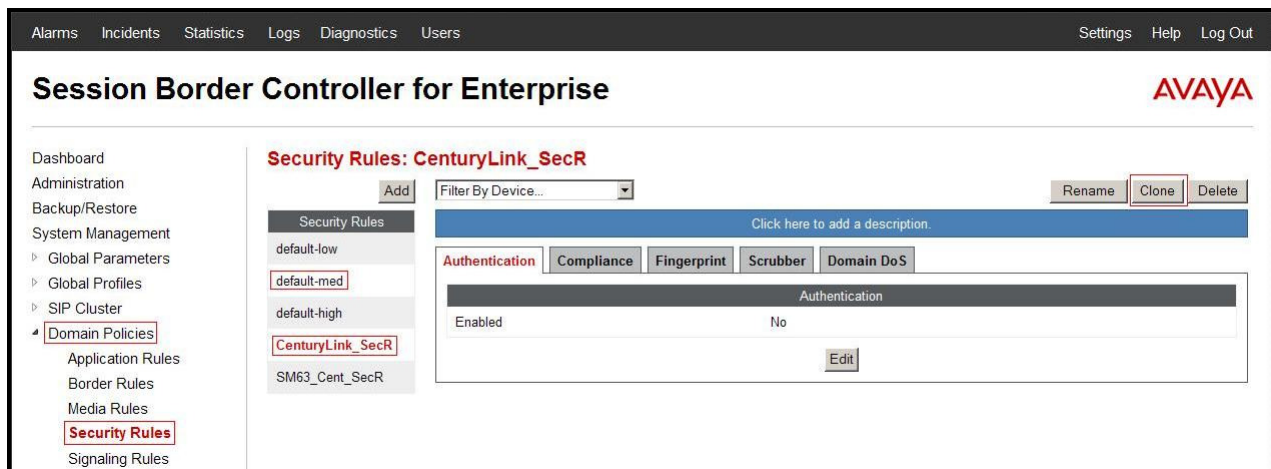 Alarms Incidents Statistics Logs Diagnostics Users Settings Help Log Out
Session Border Controller for Enterprise
AVAYA
Dashboard
Administration
Backup/Restore
System Management
Global Parameters
Global Profiles
SIP Cluster
Domain Policies
Application Rules
Border Rules
Media Rules
Security Rules
Signaling Rules
Security Rules: CenturyLink_SecR
Add
Filter By Device...
Rename Clone Delete
Security Rules
default-low
default-med
default-high
CenturyLink_SecR
SM63_Cent_SecR
Click here to add a description.
Authentication Compliance Fingerprint Scrubber Domain DoS
Authentication
Enabled No
Edit